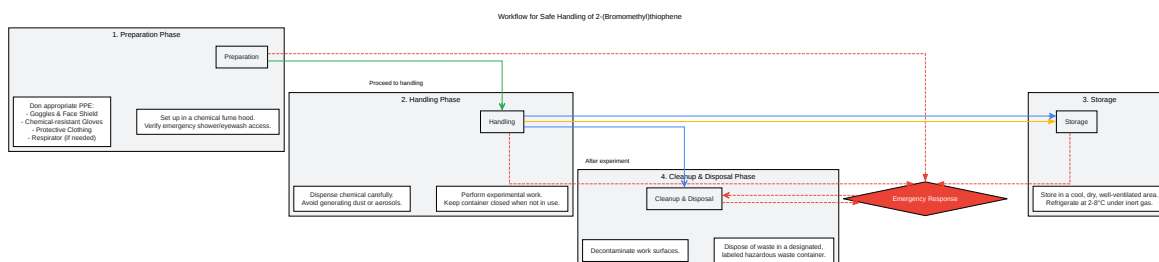 Workflow for Safe Handling of 2-(Bromomethyl)thiophene
1. Preparation Phase
Preparation
Don appropriate PPE:
- Goggles & Face Shield
- Chemical-resistant Gloves
- Protective Clothing
- Respirator (if needed)
Set up in a chemical fume hood.
Verify emergency shower/eyewash access.
Proceed to handling
2. Handling Phase
Handling
Dispense chemical carefully.
Avoid generating dust or aerosols.
Perform experimental work.
Keep container closed when not in use.
After experiment
4. Cleanup & Disposal Phase
Cleanup & Disposal
Decontaminate work surfaces.
Dispose of waste in a designated,
labeled hazardous waste container.
Emergency Response
3. Storage
Storage
Store in a cool, dry, well-ventilated area.
Refrigerate at 2-8°C under inert gas.